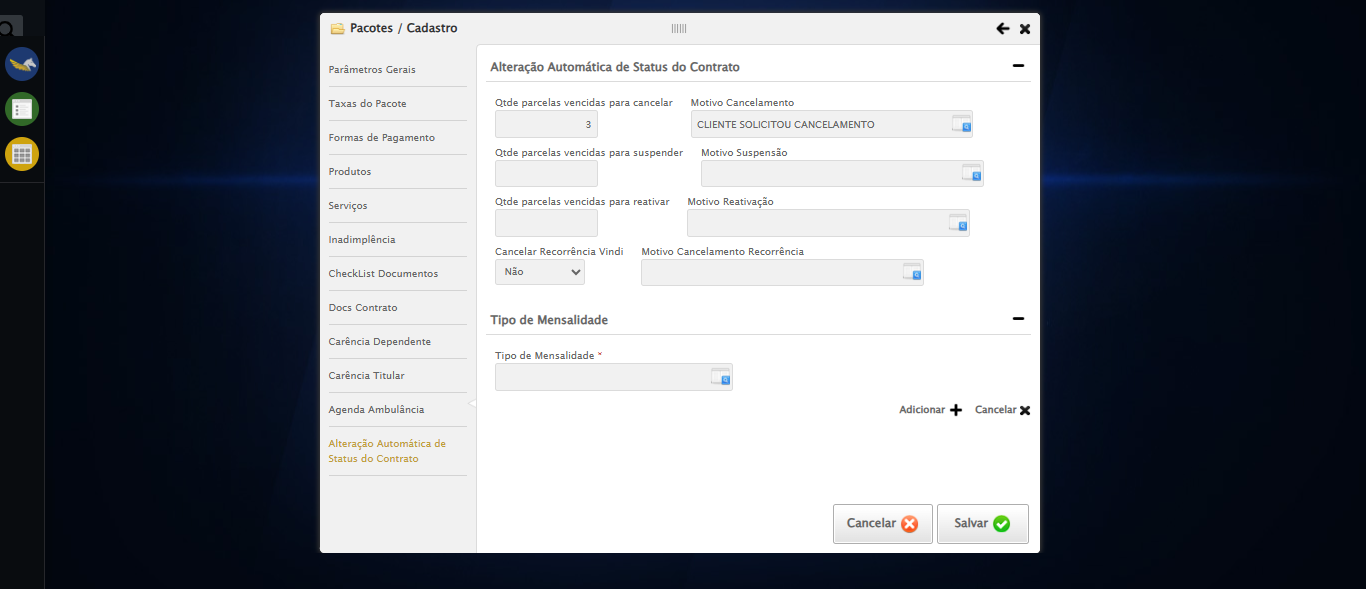 Pacotes / Cadastro
Parâmetros Gerais
Taxas do Pacote
Formas de Pagamento
Produtos
Serviços
Inadimplência
CheckList Documentos
Docs Contrato
Carência Dependente
Carência Titular
Agenda Ambulância
Alteração Automática de
Status do Contrato
Alteração Automática de Status do Contrato
Qtde parcelas vencidas para cancelar Motivo Cancelamento
3 CLIENTE SOLICITOU CANCELAMENTO
Qtde parcelas vencidas para suspender Motivo Suspensão
Qtde parcelas vencidas para reativar Motivo Reativação
Cancelar Recorrência Vindi Motivo Cancelamento Recorrência
Não
Tipo de Mensalidade
Tipo de Mensalidade *
Adicionar Cancelar
Cancelar Salvar